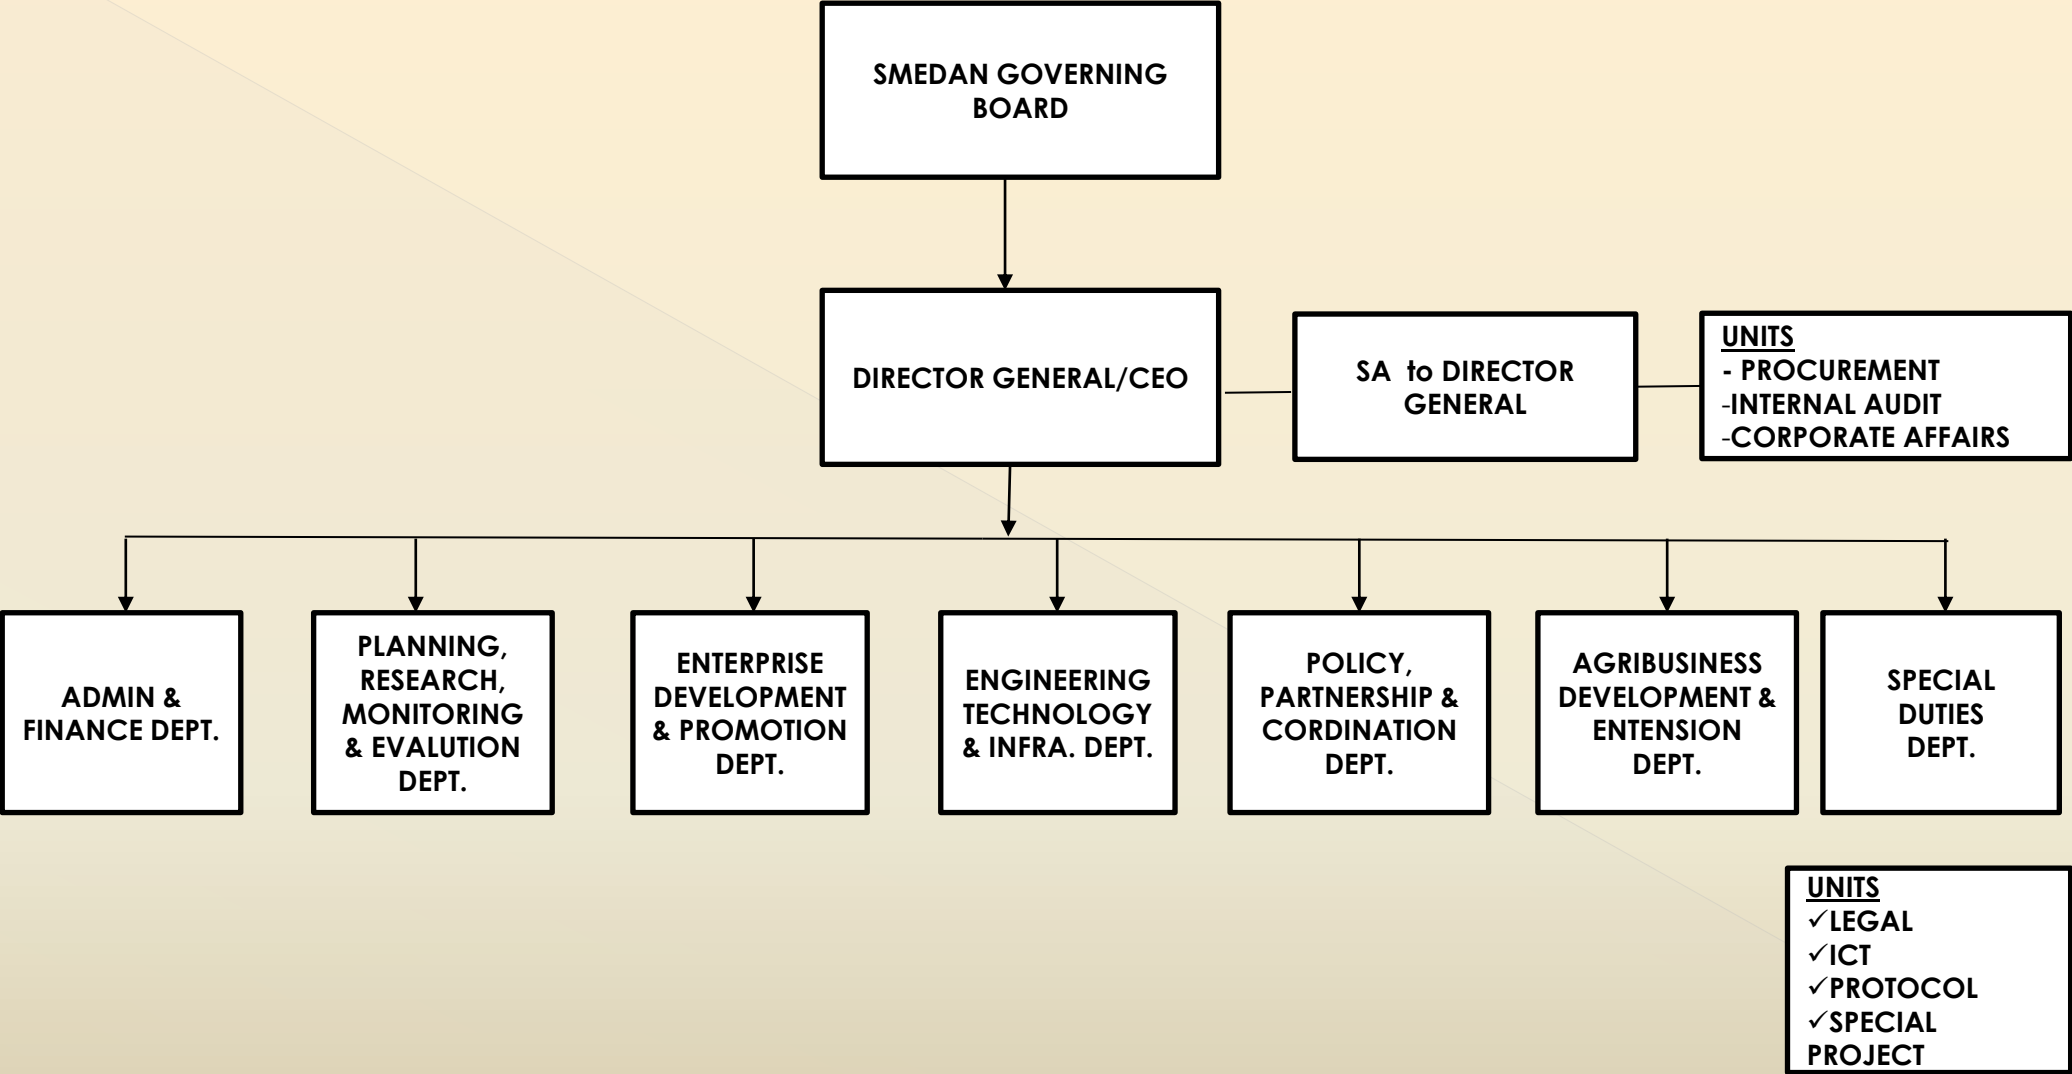 SMEDAN GOVERNING
BOARD
DIRECTOR GENERAL/CEO
SA to DIRECTOR
GENERAL
UNITS
- PROCUREMENT
-INTERNAL AUDIT
-CORPORATE AFFAIRS
ADMIN &
FINANCE DEPT.
PLANNING,
RESEARCH,
MONITORING
& EVALUTION
DEPT.
ENTERPRISE
DEVELOPMENT
& PROMOTION
DEPT.
ENGINEERING
TECHNOLOGY
& INFRA. DEPT.
POLICY,
PARTNERSHIP &
CORDINATION
DEPT.
AGRIBUSINESS
DEVELOPMENT &
ENTENSION
DEPT.
SPECIAL
DUTIES
DEPT.
UNITS
✓LEGAL
✓ICT
✓PROTOCOL
✓SPECIAL
PROJECT